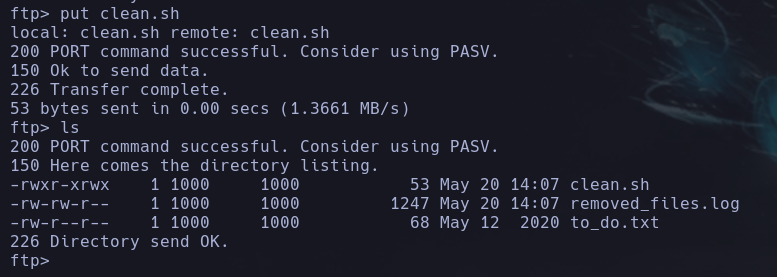 ftp> put clean.sh
local: clean.sh remote: clean.sh
200 PORT command successful. Consider using PASV.
150 Ok to send data.
226 Transfer complete.
53 bytes sent in 0.00 secs (1.3661 MB/s)
ftp> ls
200 PORT command successful. Consider using PASV.
150 Here comes the directory listing.
-rwxr-xrwx    1 1000     1000           53 May 20 14:07 clean.sh
-rw-rw-r--    1 1000     1000         1247 May 20 14:07 removed_files.log
-rw-r--r--    1 1000     1000           68 May 12  2020 to_do.txt
226 Directory send OK.
ftp>